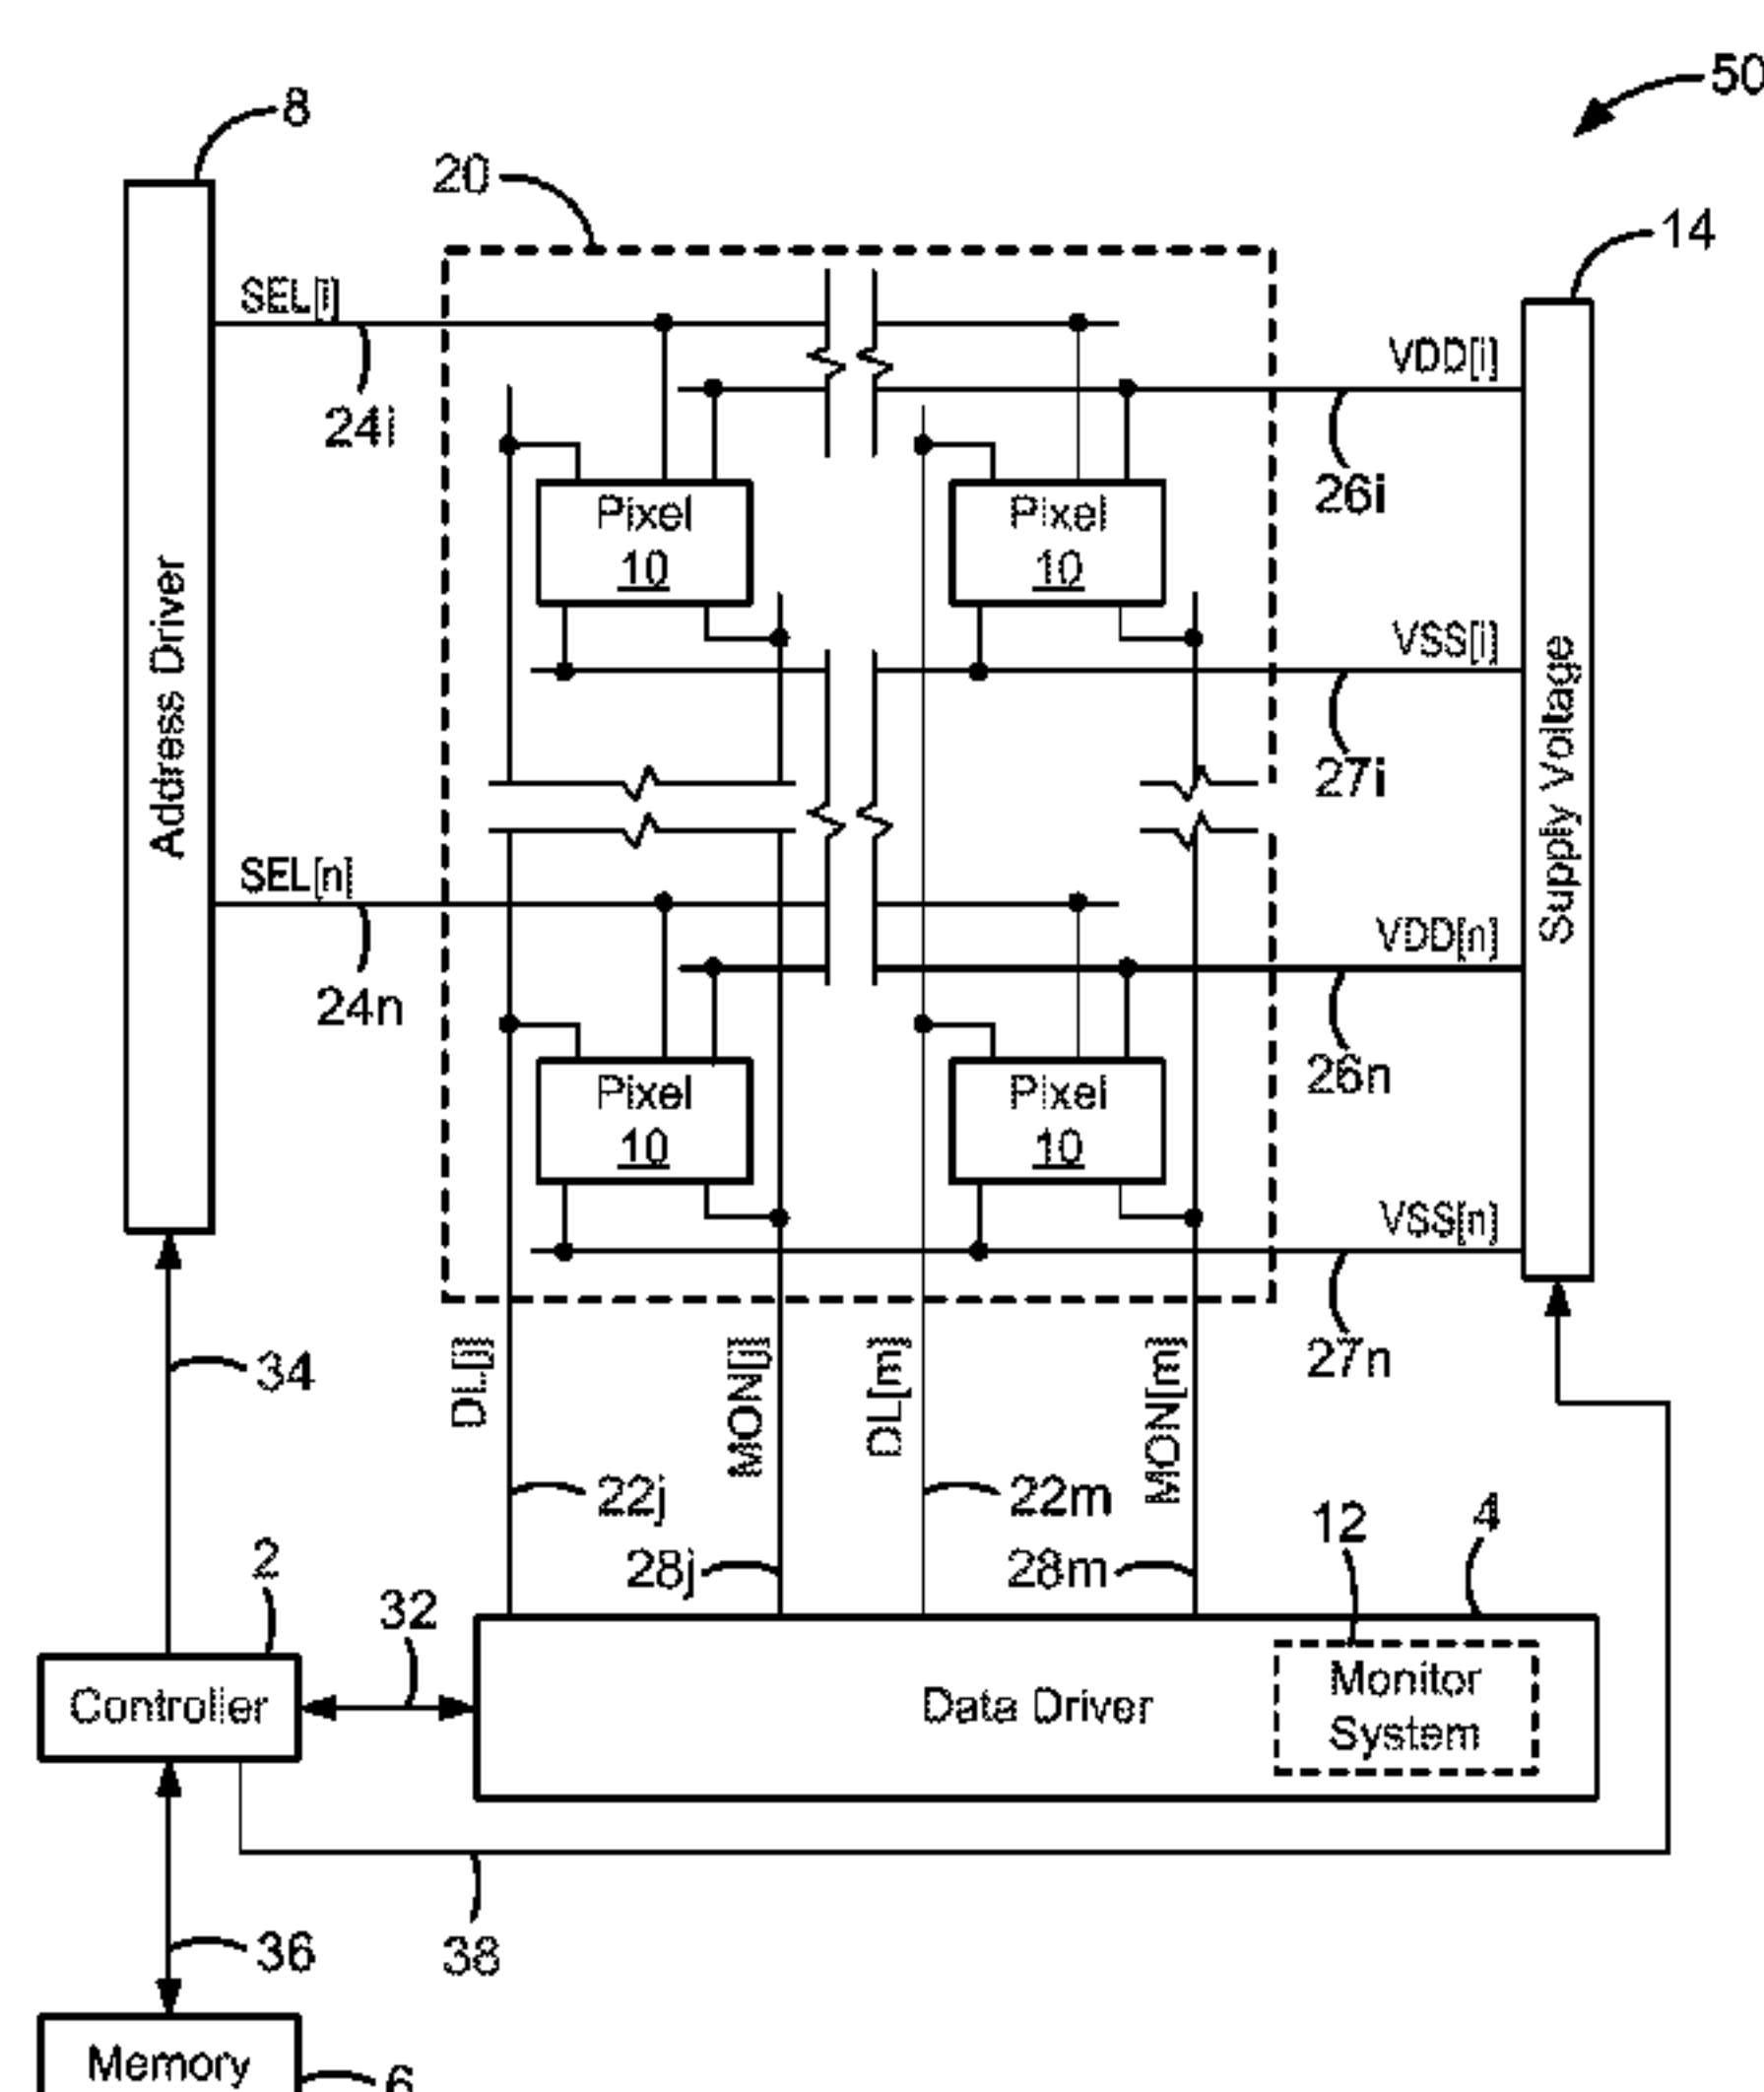 50
8
20
14
SEL[i]
VDD[i]
24i
26i
Pixel
10
Pixel
10
VSS[i]
27i
Address Driver
Supply Voltage
SEL[n]
VDD[n]
24n
26n
Pixel
10
Pixel
10
VSS[n]
27n
34
DL[j]
MON[j]
DL[m]
MON[m]
22j
22m
12
4
2
32
28j
28m
Controller
Data Driver
Monitor
System
36
38
Memory
6